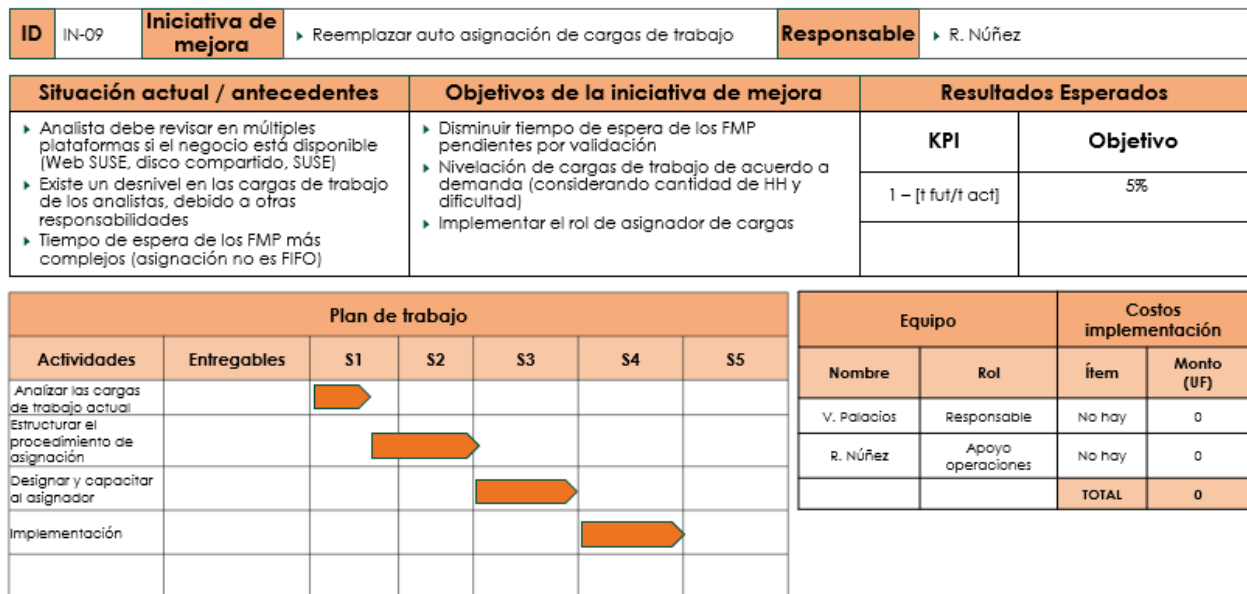 ID
IN-09
Iniciativa de
mejora
Reemplazar auto asignación de cargas de trabajo
Responsable
R. Núñez
Situación actual / antecedentes
Analista debe revisar en múltiples
plataformas si el negocio está disponible
(Web SUSE, disco compartido, SUSE)
Existe un desnivel en las cargas de trabajo
de los analistas, debido a otras
responsabilidades
Tiempo de espera de los FMP más
complejos (asignación no es FIFO)
Objetivos de la iniciativa de mejora
Disminuir tiempo de espera de los FMP
pendientes por validación
Nivelación de cargas de trabajo de acuerdo a
demanda (considerando cantidad de HH y
dificultad)
Implementar el rol de asignador de cargas
Resultados Esperados
KPI
Objetivo
1 – [t fut/t act]
5%
Plan de trabajo
Actividades
Entregables
S1
S2
S3
S4
S5
Analizar las cargas
de trabajo actual
Estructurar el
procedimiento de
asignación
Designar y capacitar
al asignador
Implementación
Equipo
Costos
implementación
Nombre
Rol
Ítem
Monto
(UF)
V. Palacios
Responsable
No hay
0
R. Núñez
Apoyo
operaciones
No hay
0
TOTAL
0